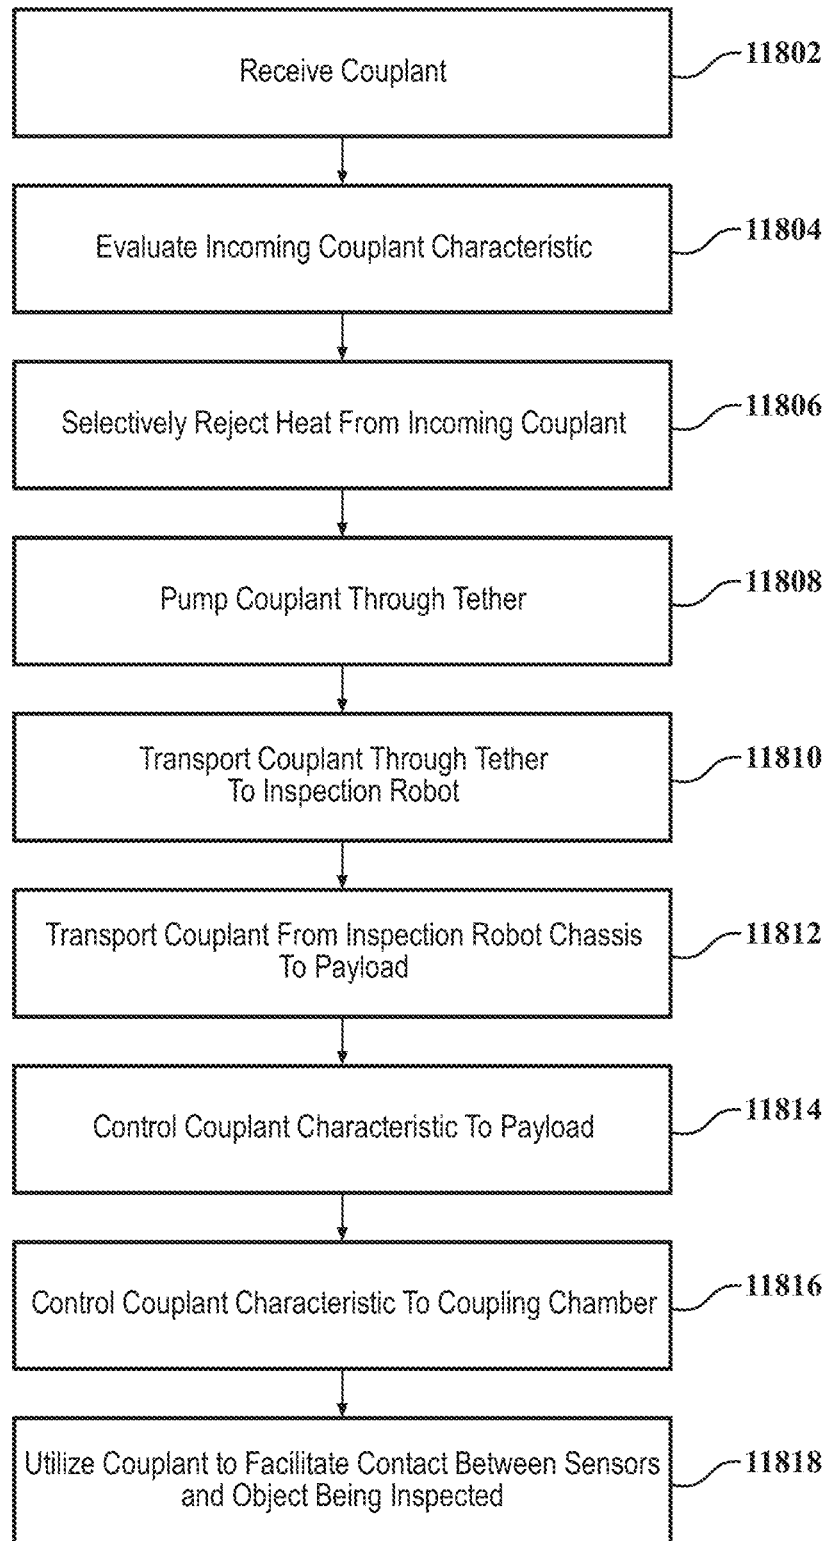 Receive Couplant
11802
Evaluate Incoming Couplant Characteristic
11804
Selectively Reject Heat From Incoming Couplant
11806
Pump Couplant Through Tether
11808
Transport Couplant Through Tether
To Inspection Robot
11810
Transport Couplant From Inspection Robot Chassis
To Payload
11812
Control Couplant Characteristic To Payload
11814
Control Couplant Characteristic To Coupling Chamber
11816
Utilize Couplant to Facilitate Contact Between Sensors
and Object Being Inspected
11818